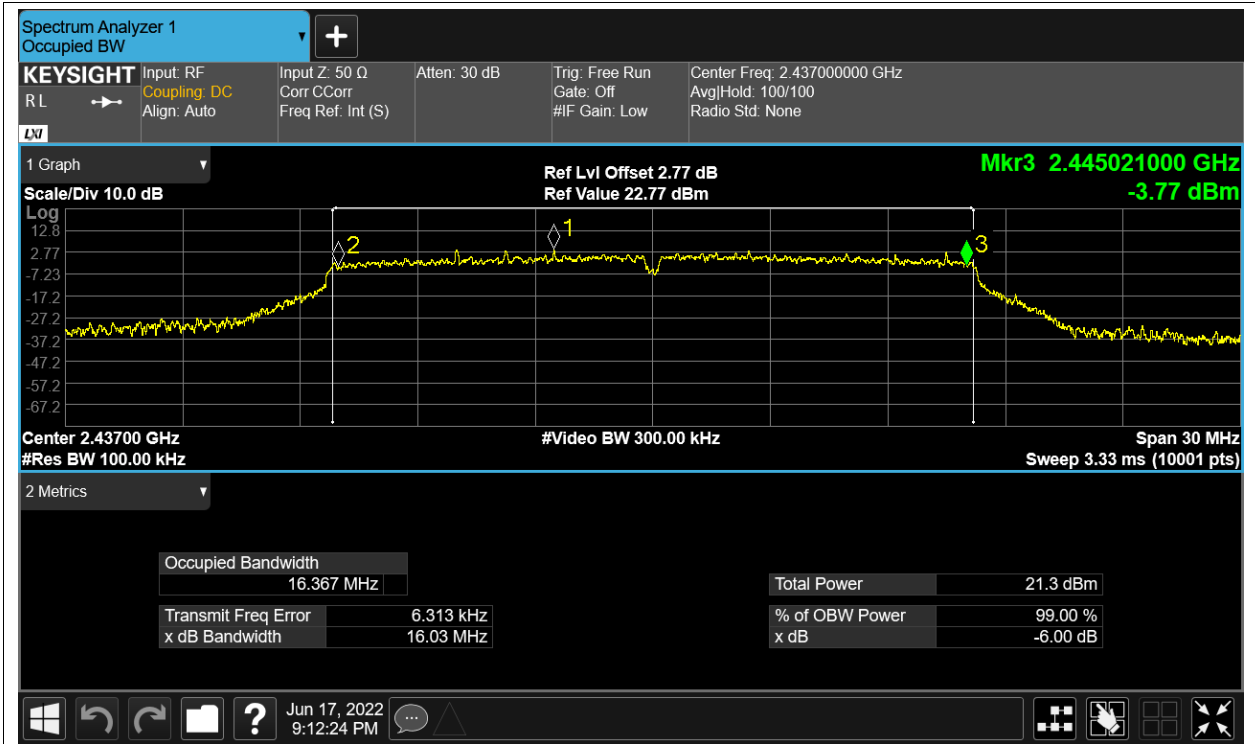 Spectrum Analyzer 1
Occupied BW
KEYSIGHT
R L
LXI
Input: RF
Coupling: DC
Align: Auto
Input Z: 50 Ω
Corr CCorr
Freq Ref: Int (S)
Atten: 30 dB
Trig: Free Run
Gate: Off
#IF Gain: Low
Center Freq: 2.437000000 GHz
Avg|Hold: 100/100
Radio Std: None
1 Graph
Scale/Div 10.0 dB
Ref Lvl Offset 2.77 dB
Ref Value 22.77 dBm
Mkr3 2.445021000 GHz
-3.77 dBm
Log
12.8
2.77
-7.23
-17.2
-27.2
-37.2
-47.2
-57.2
-67.2
2
1
3
Center 2.43700 GHz
#Video BW 300.00 kHz
Span 30 MHz
#Res BW 100.00 kHz
Sweep 3.33 ms (10001 pts)
2 Metrics
Occupied Bandwidth
16.367 MHz
Transmit Freq Error 6.313 kHz
x dB Bandwidth 16.03 MHz
Total Power 21.3 dBm
% of OBW Power 99.00 %
x dB -6.00 dB
?
Jun 17, 2022
9:12:24 PM